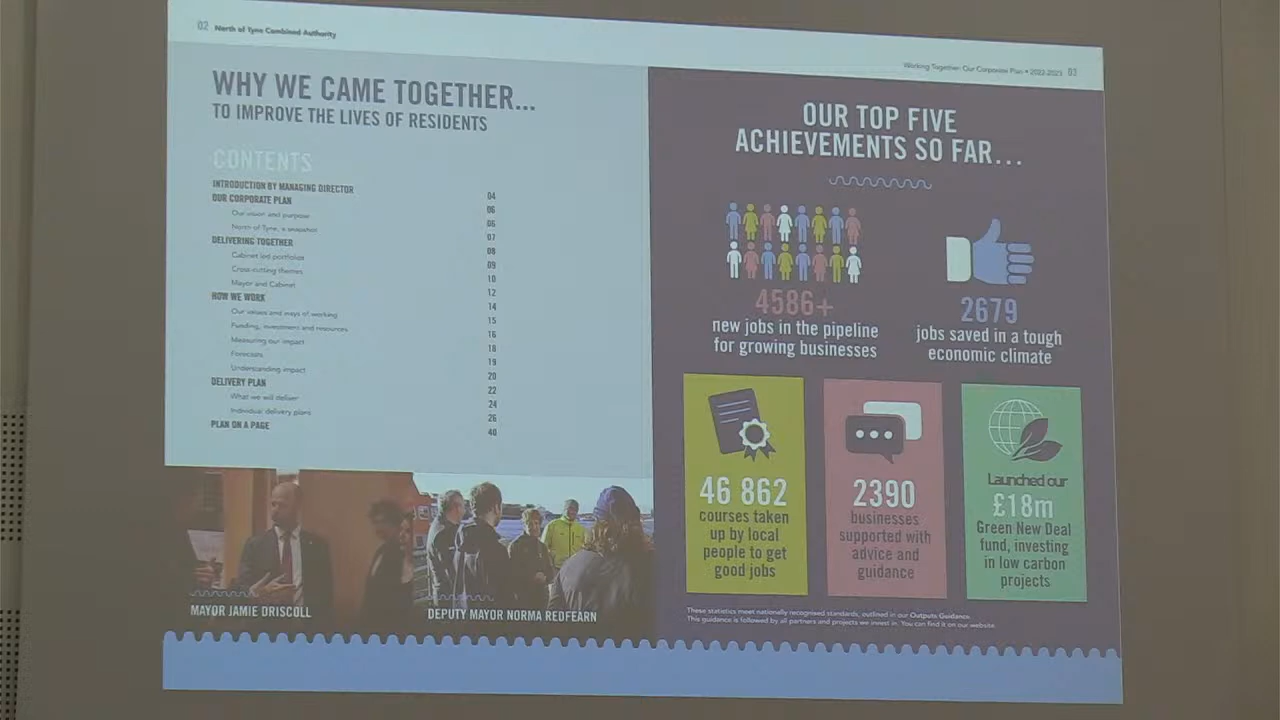 02 North of Tyne Combined Authority
WHY WE CAME TOGETHER...
TO IMPROVE THE LIVES OF RESIDENTS
CONTENTS
INTRODUCTION BY MANAGING DIRECTOR 04
OUR CORPORATE PLAN 06
Our vision and purpose 06
North of Tyne, a snapshot 07
DELIVERING TOGETHER 08
Cabinet led portfolios 09
Cross-cutting themes 10
Mayor and Cabinet 12
HOW WE WORK 14
Our values and ways of working 15
Funding, investment and resources 16
Measuring our impact 18
Forecasts 19
Understanding impact 20
DELIVERY PLAN 22
What we will deliver 24
Individual delivery plans 26
PLAN ON A PAGE 40
MAYOR JAMIE DRISCOLL
DEPUTY MAYOR NORMA REDFEARN
Working Together: Our Corporate Plan • 2022-2023 03
OUR TOP FIVE
ACHIEVEMENTS SO FAR...
4586+
new jobs in the pipeline
for growing businesses
2679
jobs saved in a tough
economic climate
46 862
courses taken
up by local
people to get
good jobs
2390
businesses
supported with
advice and
guidance
Launched our
£18m
Green New Deal
fund, investing
in low carbon
projects
These statistics meet nationally recognised standards, outlined in our Outputs Guidance.
This guidance is followed by all partners and projects we invest in. You can find it on our website.